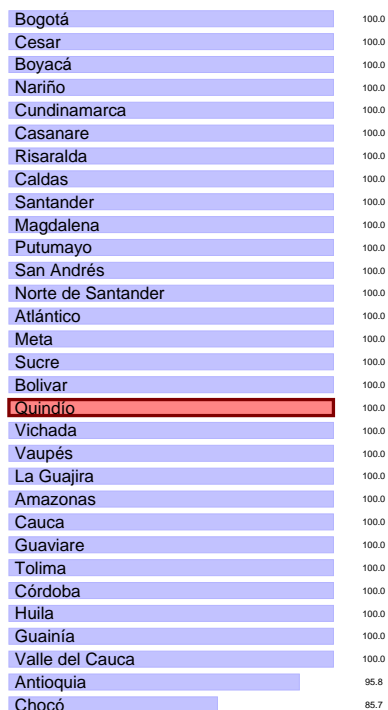 Bogotá 100.0
Cesar 100.0
Boyacá 100.0
Nariño 100.0
Cundinamarca 100.0
Casanare 100.0
Risaralda 100.0
Caldas 100.0
Santander 100.0
Magdalena 100.0
Putumayo 100.0
San Andrés 100.0
Norte de Santander 100.0
Atlántico 100.0
Meta 100.0
Sucre 100.0
Bolivar 100.0
Quindío 100.0
Vichada 100.0
Vaupés 100.0
La Guajira 100.0
Amazonas 100.0
Cauca 100.0
Guaviare 100.0
Tolima 100.0
Córdoba 100.0
Huila 100.0
Guainía 100.0
Valle del Cauca 100.0
Antioquia 95.8
Chocó 85.7